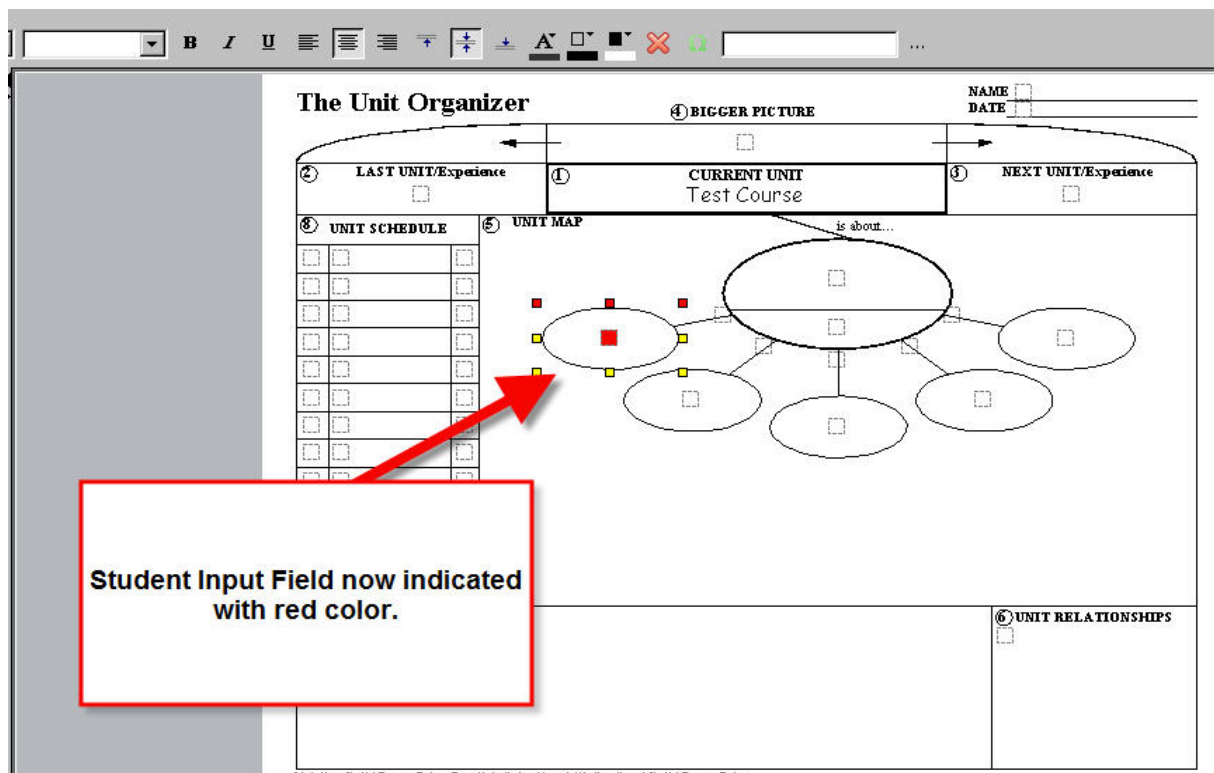 B I U A ...
The Unit Organizer
NAME
DATE
④ BIGGER PICTURE
② LAST UNIT/Experience
① CURRENT UNIT
Test Course
③ NEXT UNIT/Experience
⑧ UNIT SCHEDULE
⑤ UNIT MAP
is about...
Student Input Field now indicated
with red color.
⑥ UNIT RELATIONSHIPS